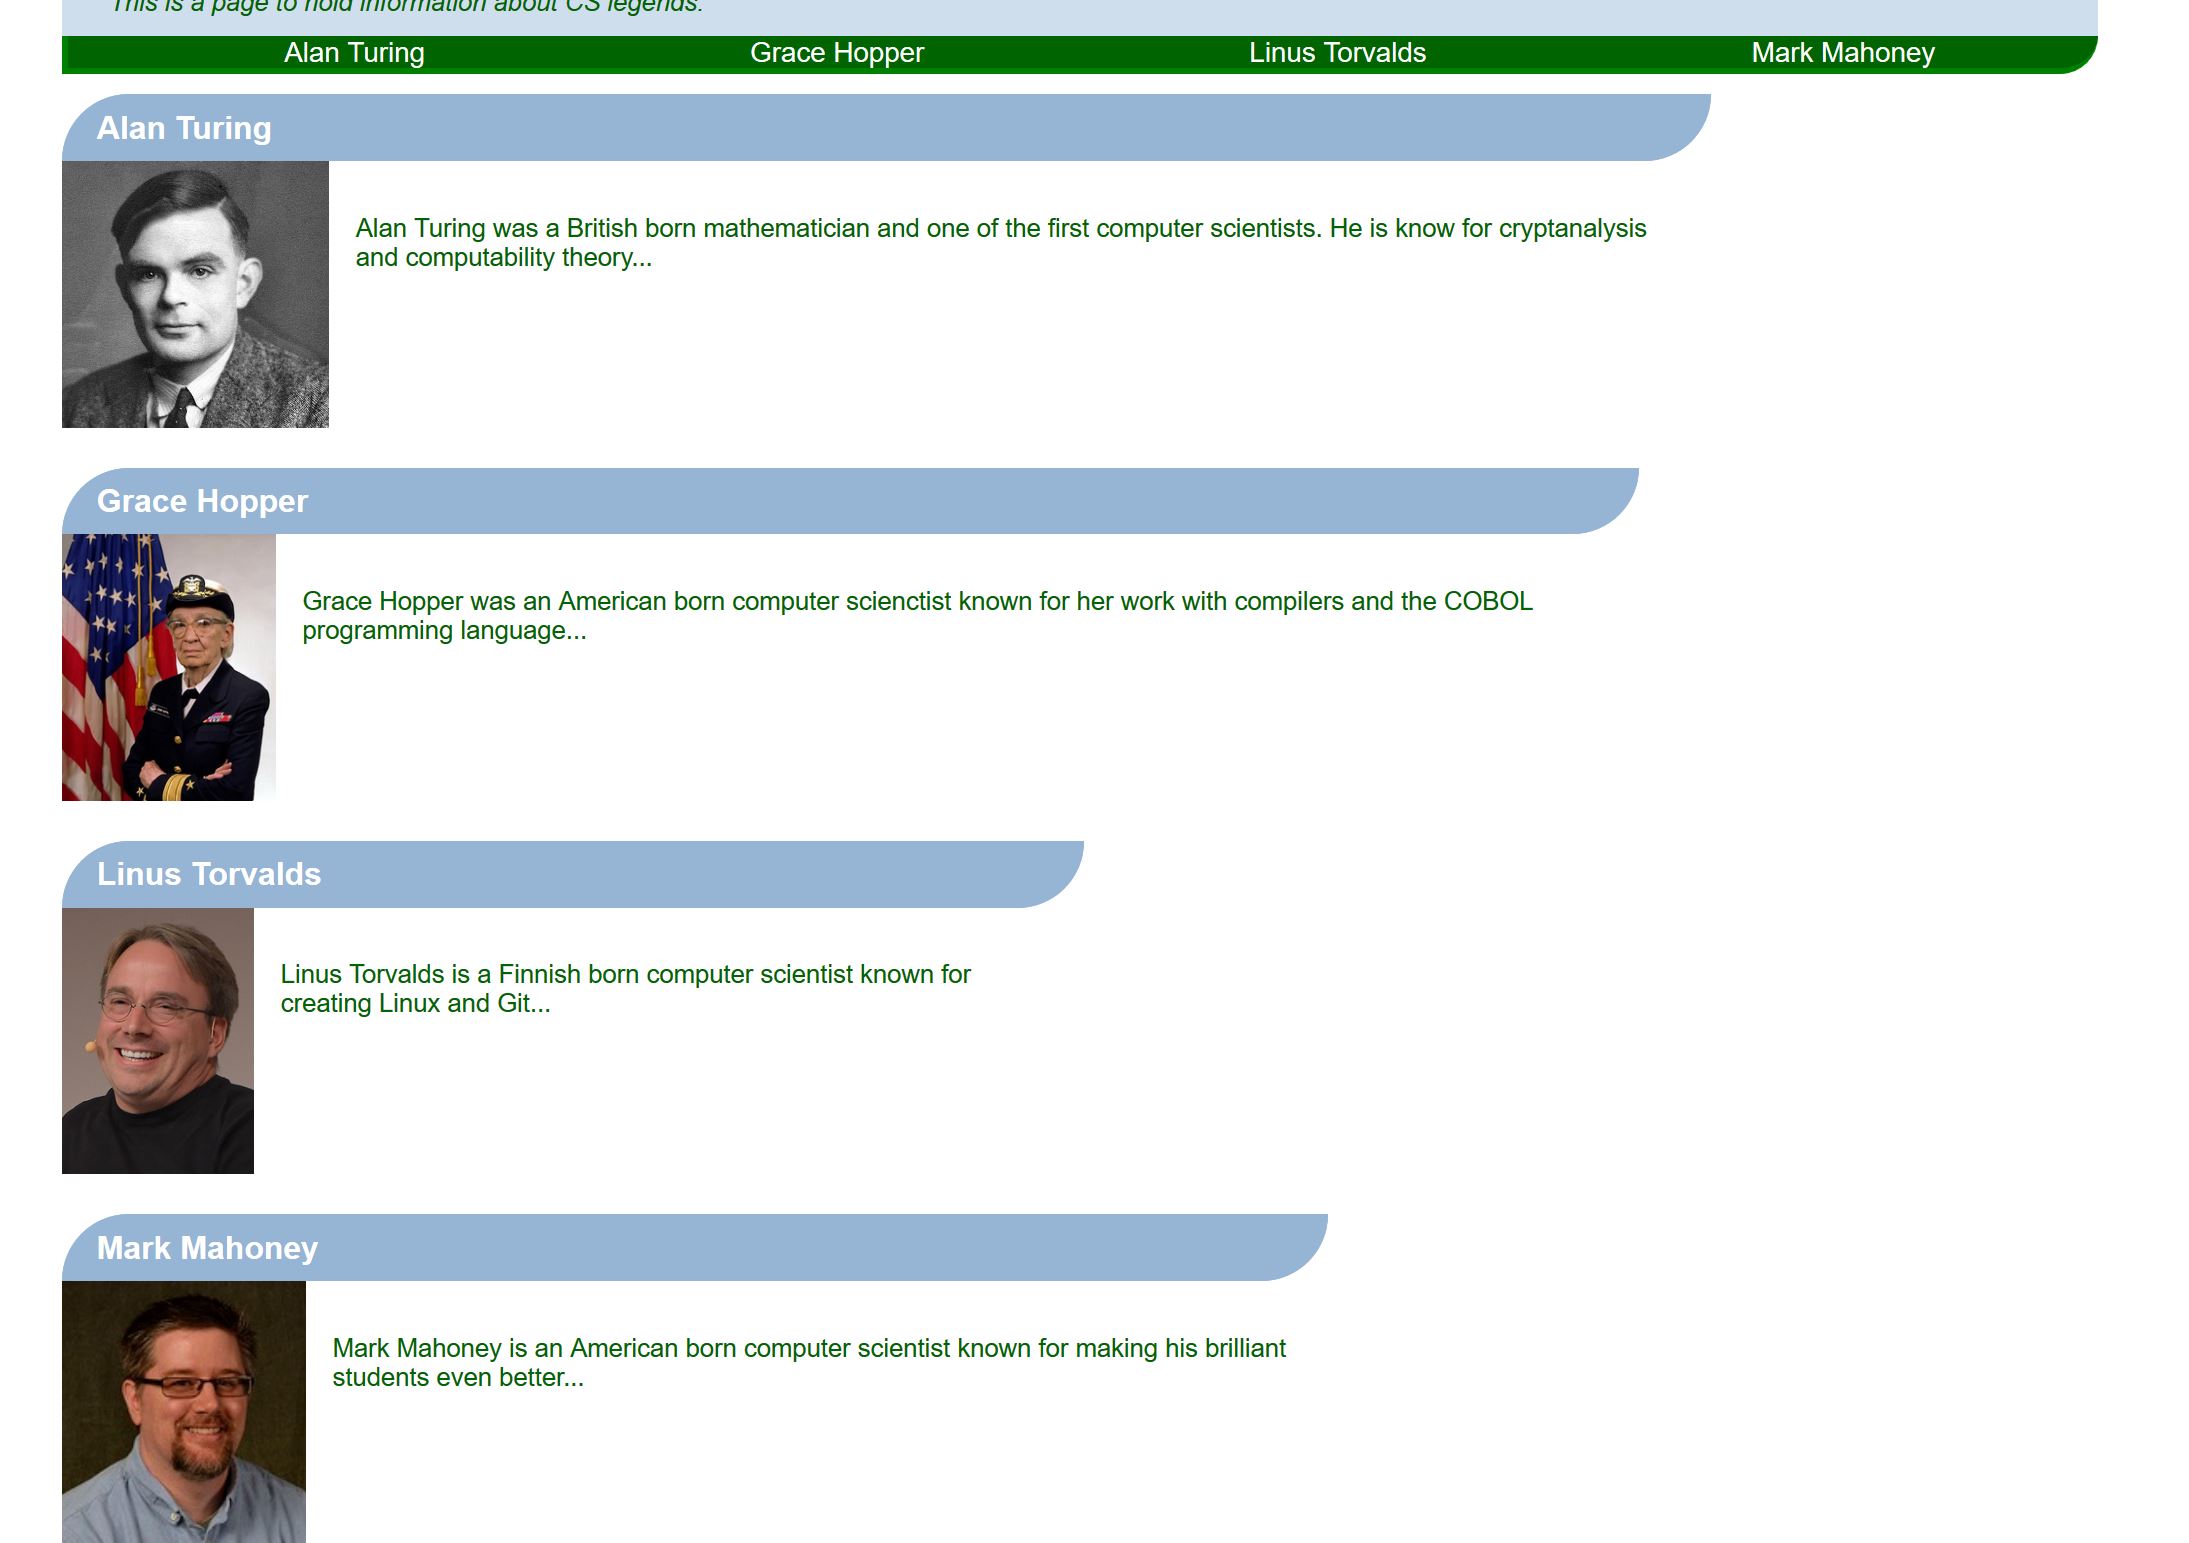 This is a page to hold information about CS legends.
Alan Turing Grace Hopper Linus Torvalds Mark Mahoney
Alan Turing
Alan Turing was a British born mathematician and one of the first computer scientists. He is know for cryptanalysis
and computability theory...
Grace Hopper
Grace Hopper was an American born computer scienctist known for her work with compilers and the COBOL
programming language...
Linus Torvalds
Linus Torvalds is a Finnish born computer scientist known for
creating Linux and Git...
Mark Mahoney
Mark Mahoney is an American born computer scientist known for making his brilliant
students even better...